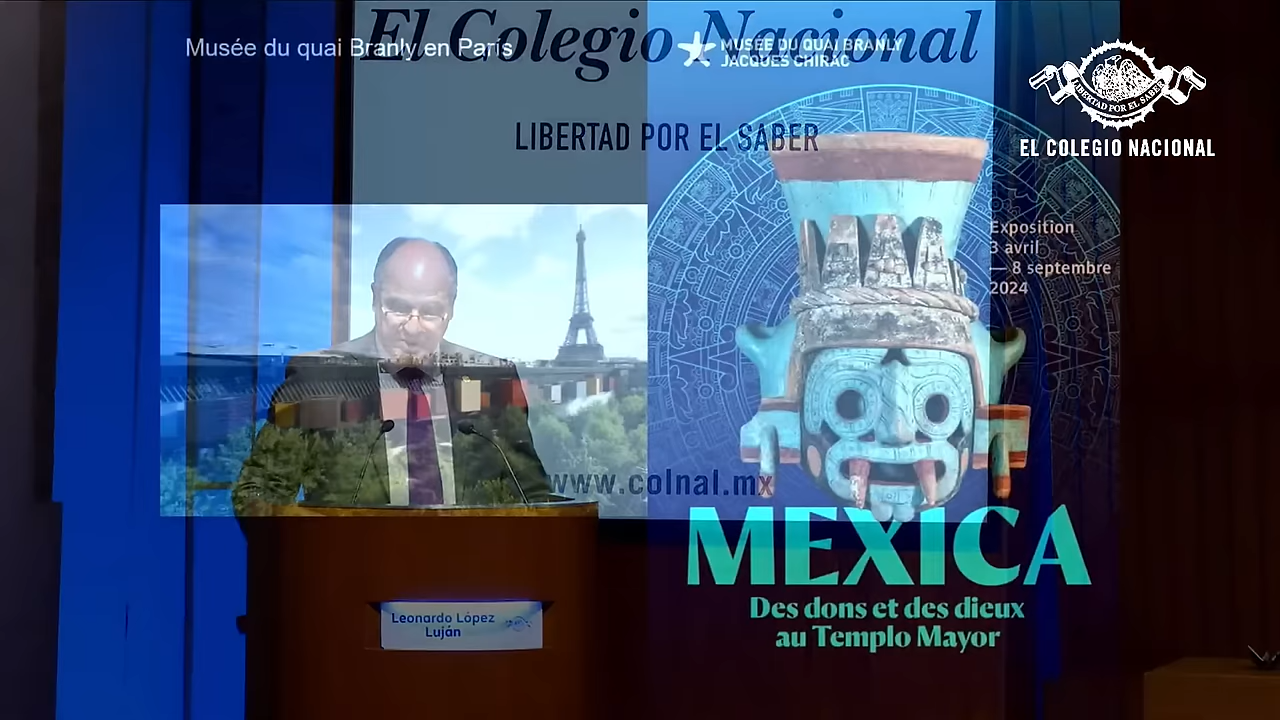 El Colegio Nacional
Musée du quai Branly en París
MUSÉE DU QUAI BRANLY
JACQUES CHIRAC
LIBERTAD POR EL SABER
LIBERTAD POR EL SABER
EL COLEGIO NACIONAL
Exposition
3 avril
— 8 septembre
2024
www.colnal.mx
MEXICA
Des dons et des dieux
au Templo Mayor
Leonardo López
Luján